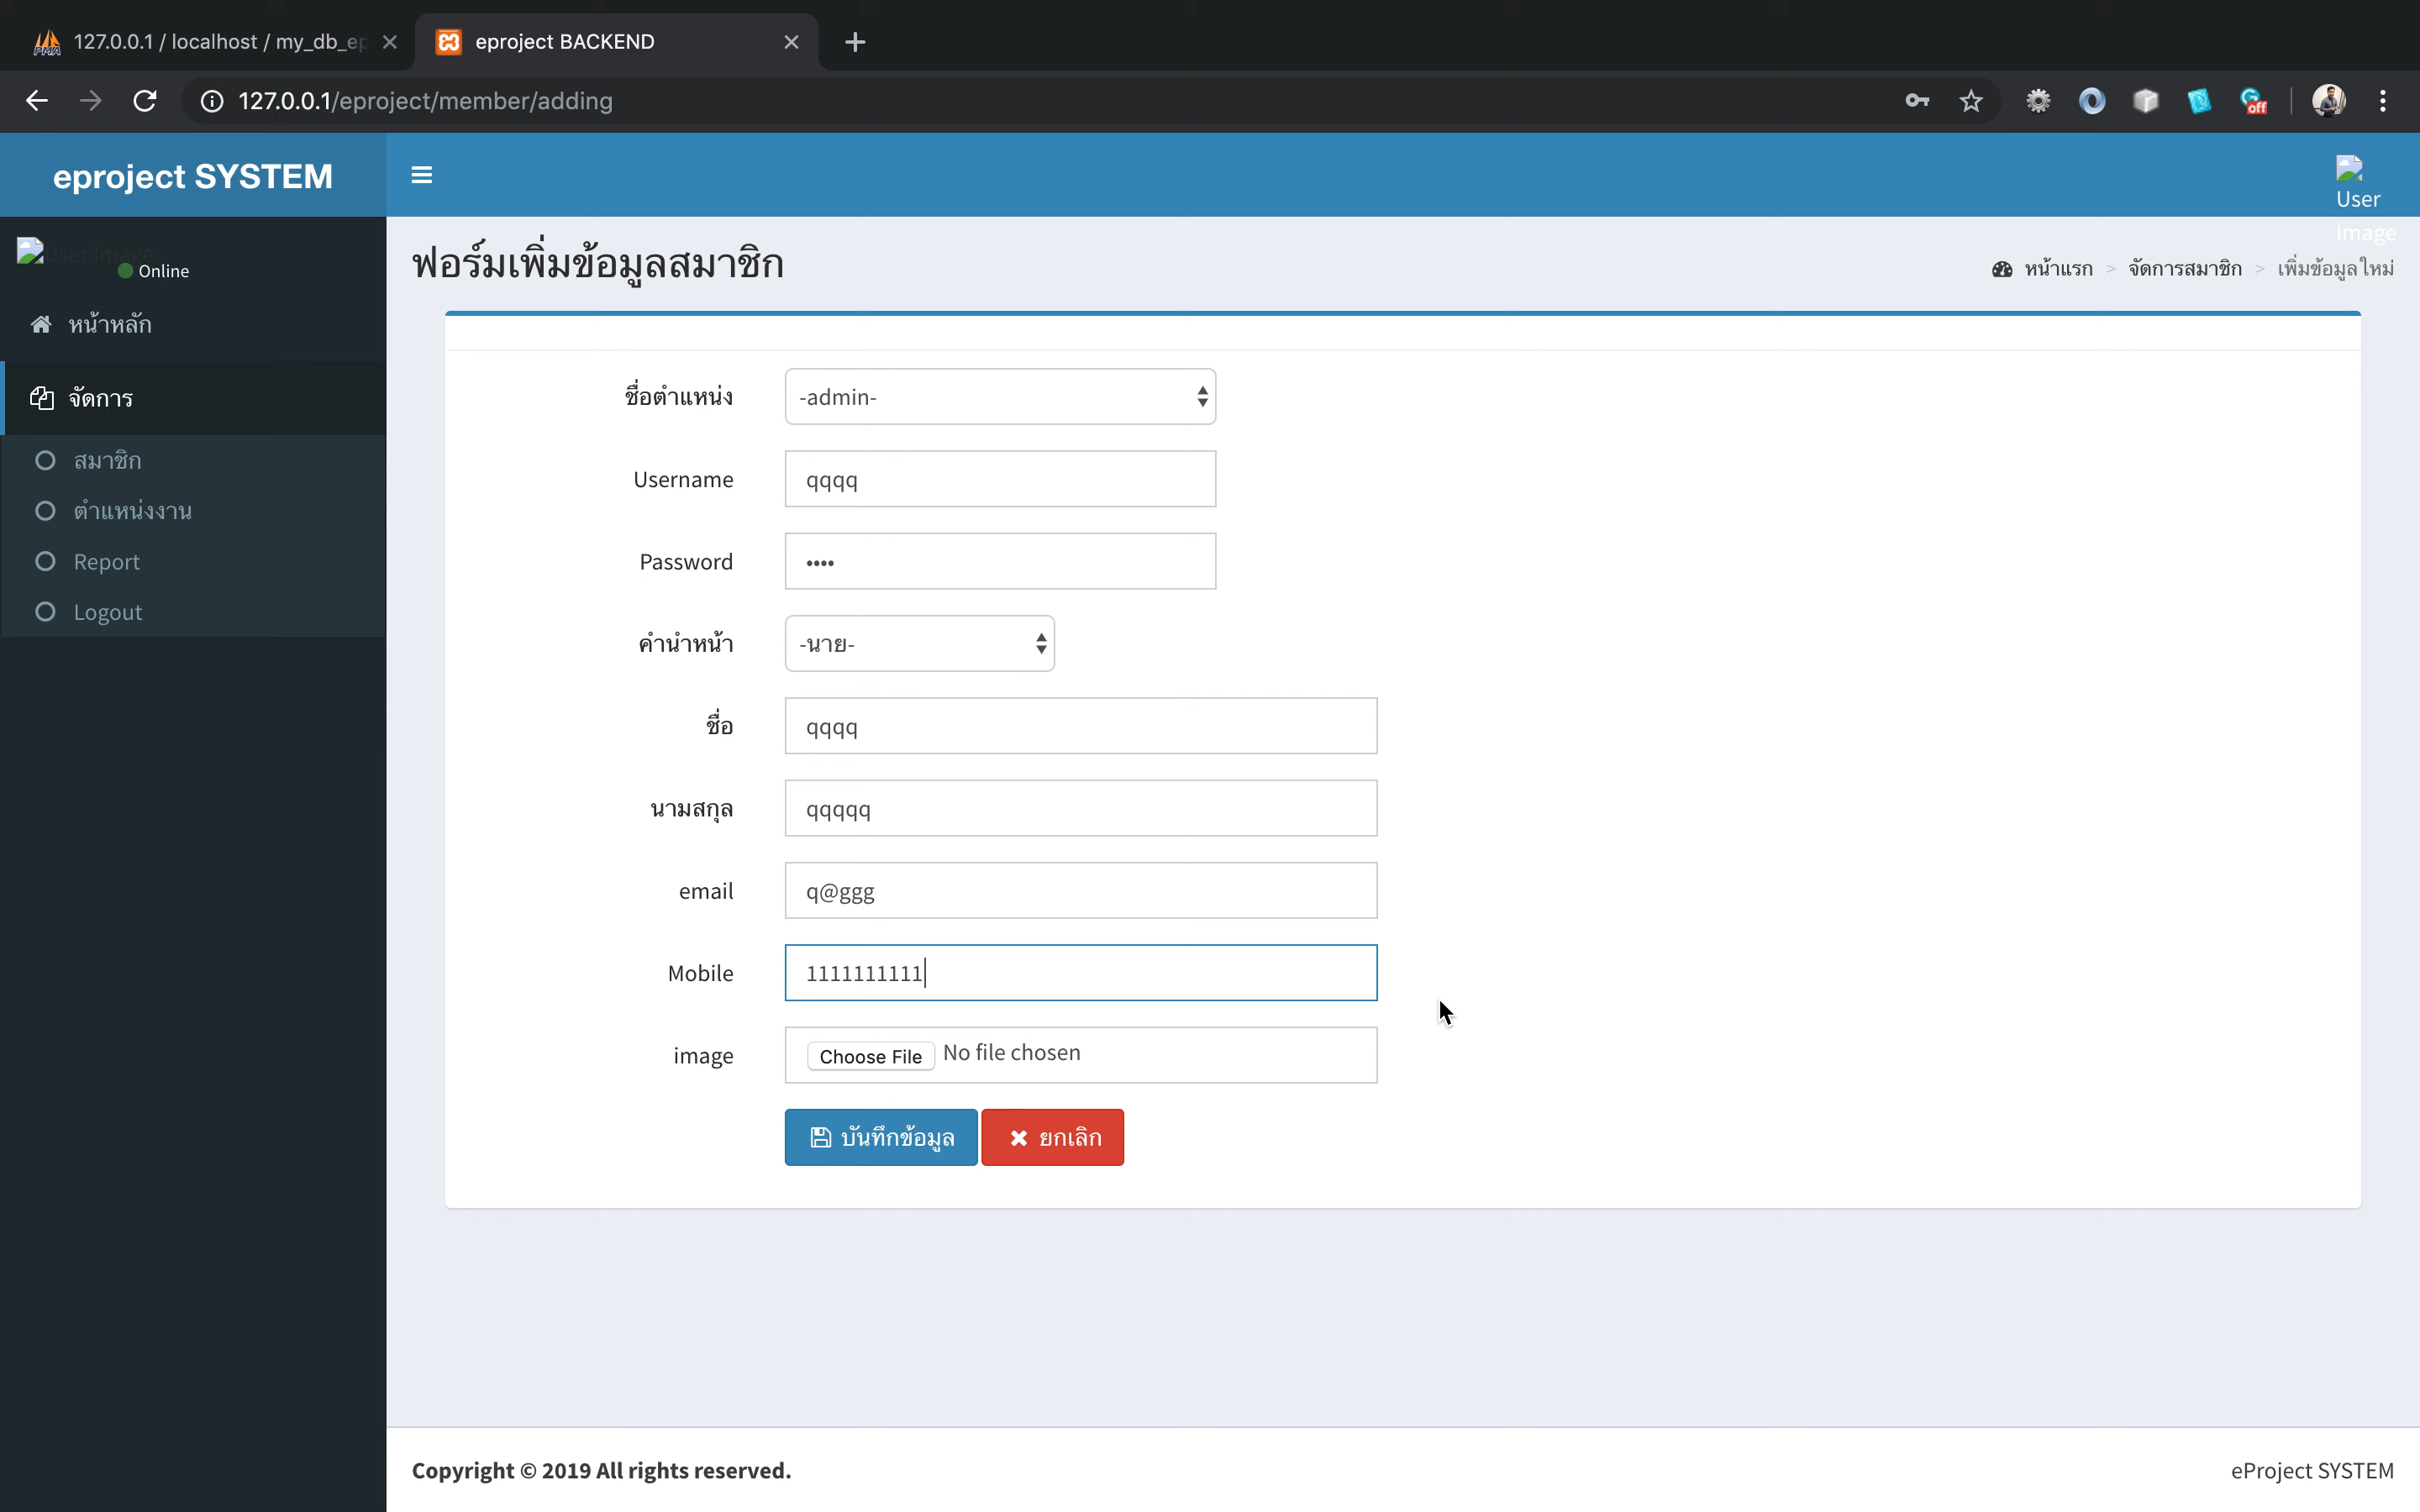 127.0.0.1 / localhost / my_db_ep
eproject BACKEND
127.0.0.1/eproject/member/adding
off
eproject SYSTEM
User
Image
User Image
Online
หน้าหลัก
จัดการ
สมาชิก
ตำแหน่งงาน
Report
Logout
ฟอร์มเพิ่มข้อมูลสมาชิก
หน้าแรก > จัดการสมาชิก > เพิ่มข้อมูลใหม่
ชื่อตำแหน่ง -admin-
Username qqqq
Password ••••
คำนำหน้า -นาย-
ชื่อ qqqq
นามสกุล qqqqq
email q@ggg
Mobile 1111111111
image Choose File No file chosen
บันทึกข้อมูล ยกเลิก
Copyright © 2019 All rights reserved.
eProject SYSTEM